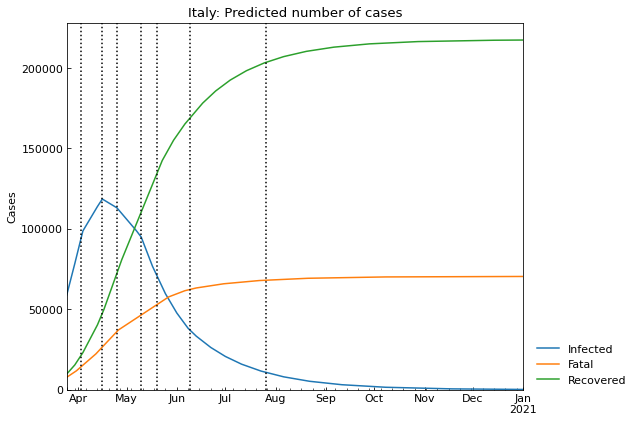 Italy: Predicted number of cases
Cases
200000
150000
100000
50000
0
Apr May Jun Jul Aug Sep Oct Nov Dec Jan
2021
Infected
Fatal
Recovered